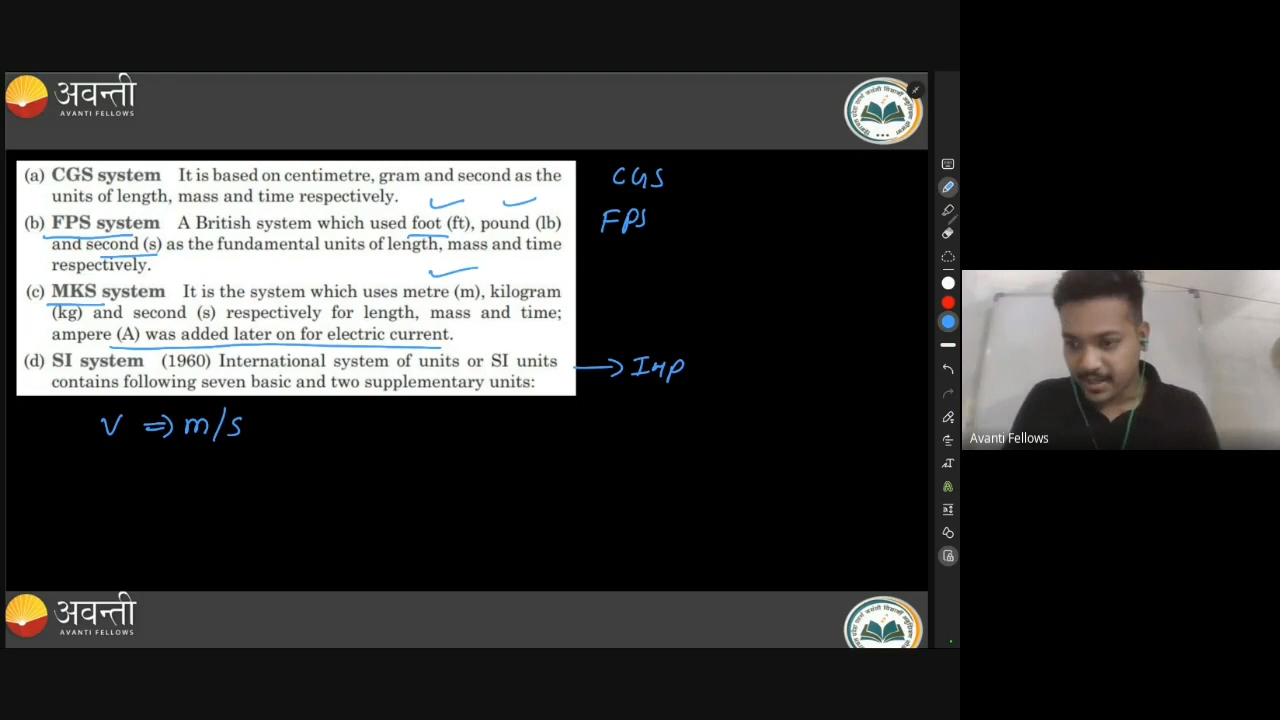 अवन्ती
AVANTI FELLOWS
(a) CGS system It is based on centimetre, gram and second as the
units of length, mass and time respectively.
(b) FPS system A British system which used foot (ft), pound (lb)
and second (s) as the fundamental units of length, mass and time
respectively.
(c) MKS system It is the system which uses metre (m), kilogram
(kg) and second (s) respectively for length, mass and time;
ampere (A) was added later on for electric current.
(d) SI system (1960) International system of units or SI units
contains following seven basic and two supplementary units:
CGS
FPS
→ Imp
V ⇒ m/s
Avanti Fellows
अवन्ती
AVANTI FELLOWS